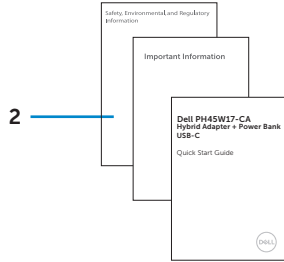 Safety, Environmental, and Regulatory
Information
Important Information
2
Dell PH45W17-CA
Hybrid Adapter + Power Bank
USB-C
Quick Start Guide
DELL